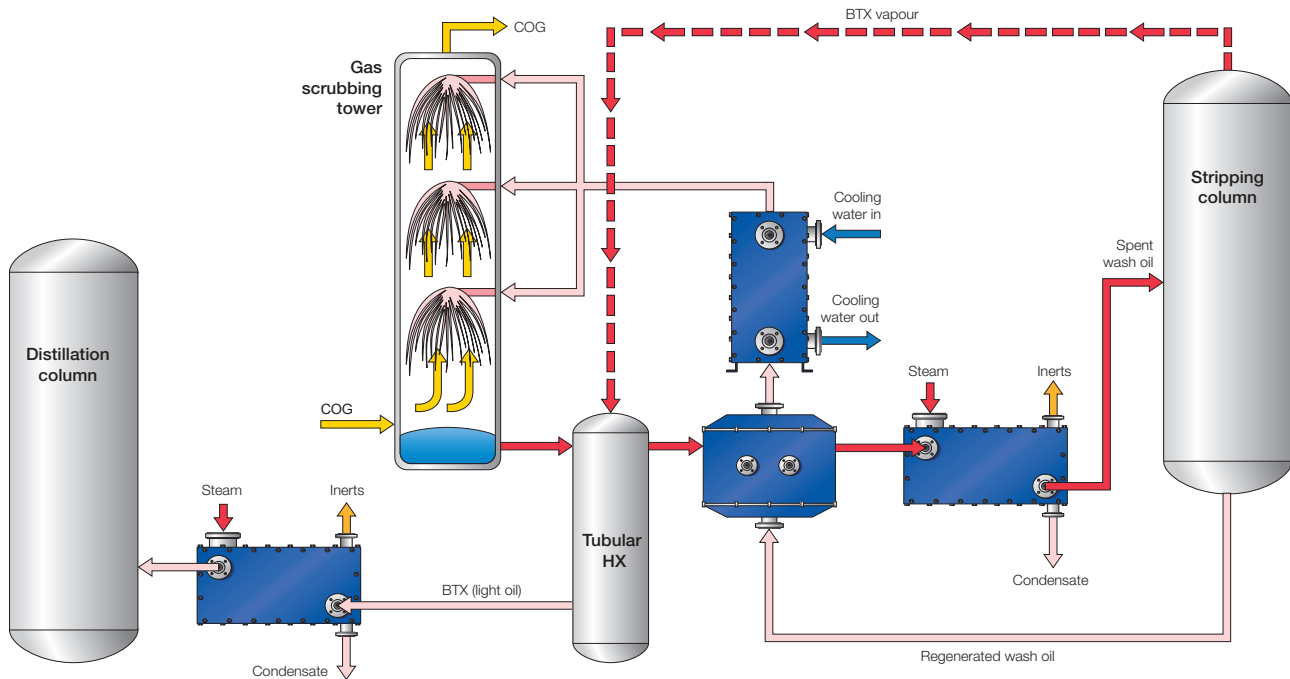 BTX vapour
COG
Gas
scrubbing
tower
Stripping
column
Cooling
water in
Spent
wash oil
Cooling
water out
Distillation
column
Steam
Inerts
COG
Steam
Inerts
Tubular
HX
Condensate
BTX (light oil)
Regenerated wash oil
Condensate